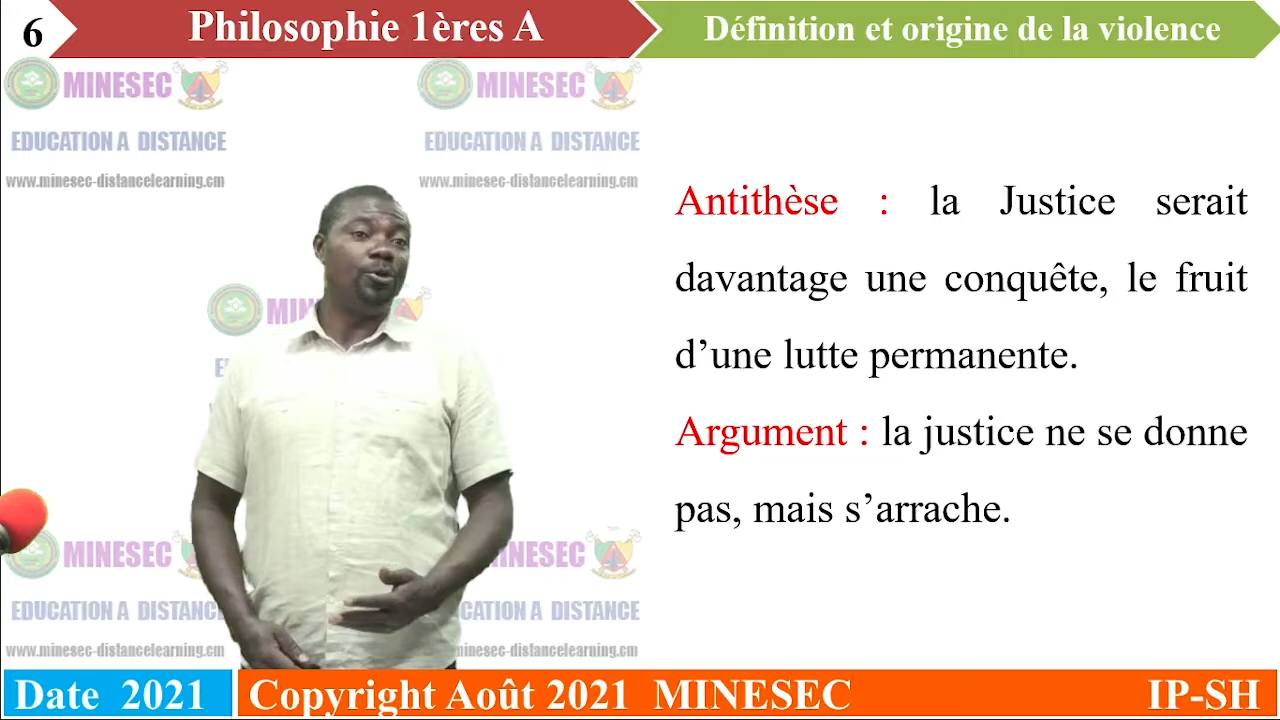 6
Philosophie 1ères A
Définition et origine de la violence
MINESEC
MINESEC
EDUCATION A DISTANCE
EDUCATION A DISTANCE
www.minesec-distancelearning.cm
www.minesec-distancelearning.cm
Antithèse : la Justice serait
davantage une conquête, le fruit
d’une lutte permanente.
Argument : la justice ne se donne
pas, mais s’arrache.
MINESEC
MINESEC
EDUCATION A DISTANCE
EDUCATION A DISTANCE
www.minesec-distancelearning.cm
www.minesec-distancelearning.cm
Date 2021
Copyright Août 2021 MINESEC
IP-SH